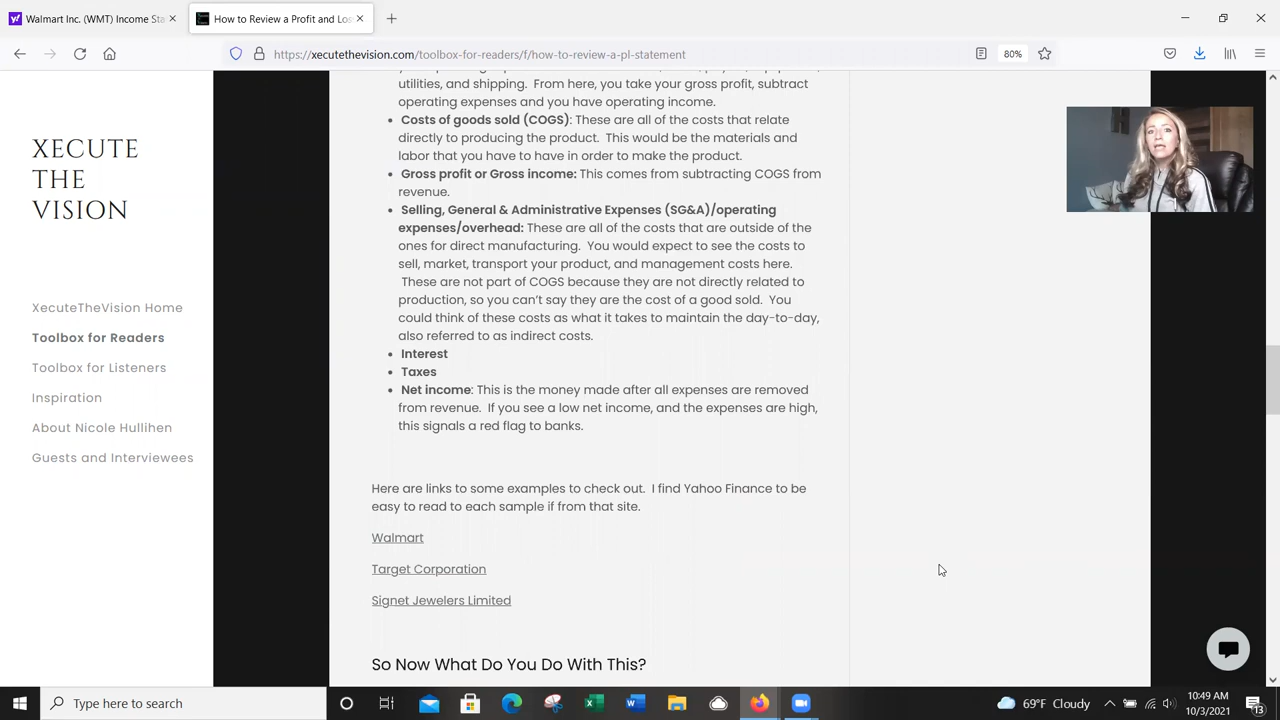 Walmart Inc. (WMT) Income Sta
How to Review a Profit and Los
https://xecutethevision.com/toolbox-for-readers/f/how-to-review-a-pl-statement
80%
XECUTE
THE
VISION
XecuteTheVision Home
Toolbox for Readers
Toolbox for Listeners
Inspiration
About Nicole Hullihen
Guests and Interviewees
utilities, and shipping. From here, you take your gross profit, subtract
operating expenses and you have operating income.
Costs of goods sold (COGS): These are all of the costs that relate
directly to producing the product. This would be the materials and
labor that you have to have in order to make the product.
Gross profit or Gross income: This comes from subtracting COGS from
revenue.
Selling, General & Administrative Expenses (SG&A)/operating
expenses/overhead: These are all of the costs that are outside of the
ones for direct manufacturing. You would expect to see the costs to
sell, market, transport your product, and management costs here.
These are not part of COGS because they are not directly related to
production, so you can't say they are the cost of a good sold. You
could think of these costs as what it takes to maintain the day-to-day,
also referred to as indirect costs.
Interest
Taxes
Net income: This is the money made after all expenses are removed
from revenue. If you see a low net income, and the expenses are high,
this signals a red flag to banks.
Here are links to some examples to check out. I find Yahoo Finance to be
easy to read to each sample if from that site.
Walmart
Target Corporation
Signet Jewelers Limited
So Now What Do You Do With This?
Type here to search
69°F Cloudy
10:49 AM
10/3/2021